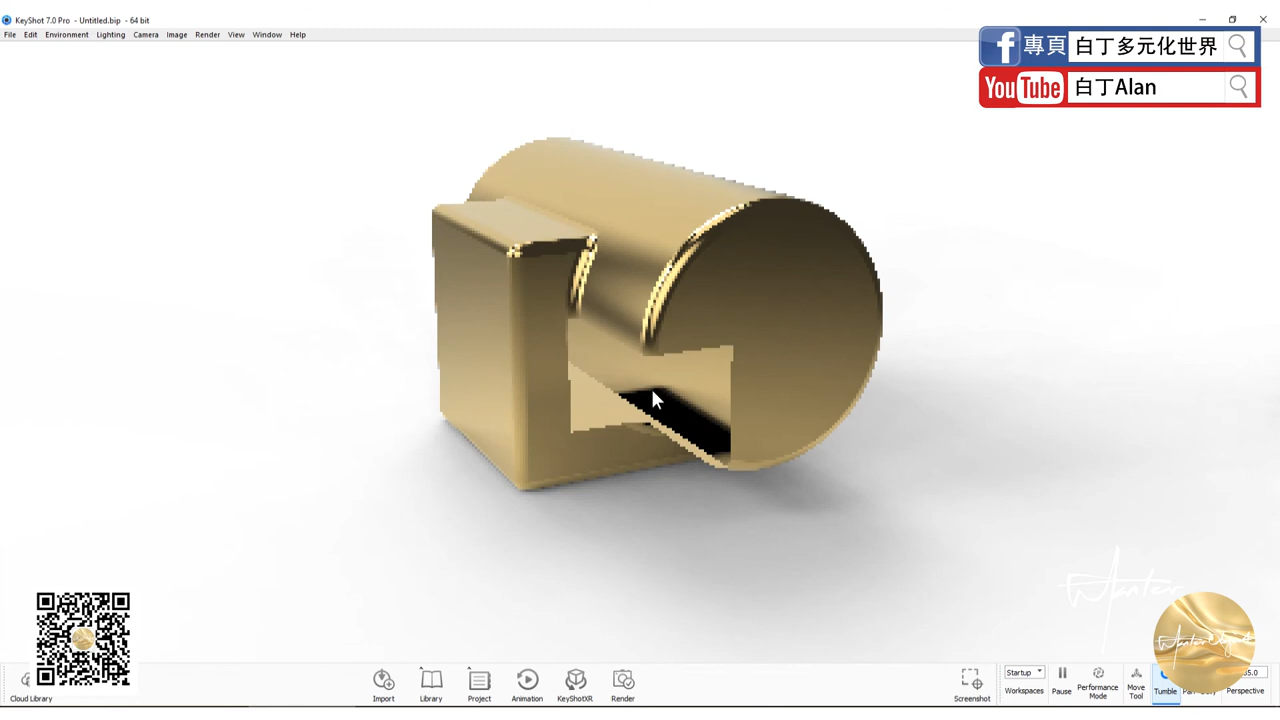 KeyShot 7.0 Pro - Untitled.bip - 64 bit
File Edit Environment Lighting Camera Image Render View Window Help
專頁 白丁多元化世界
YouTube 白丁Alan
Cloud Library
Import
Library
Project
Animation
KeyShotXR
Render
Screenshot
Startup
Workspaces
Pause
Performance Mode
Move Tool
Tumble
Perspective